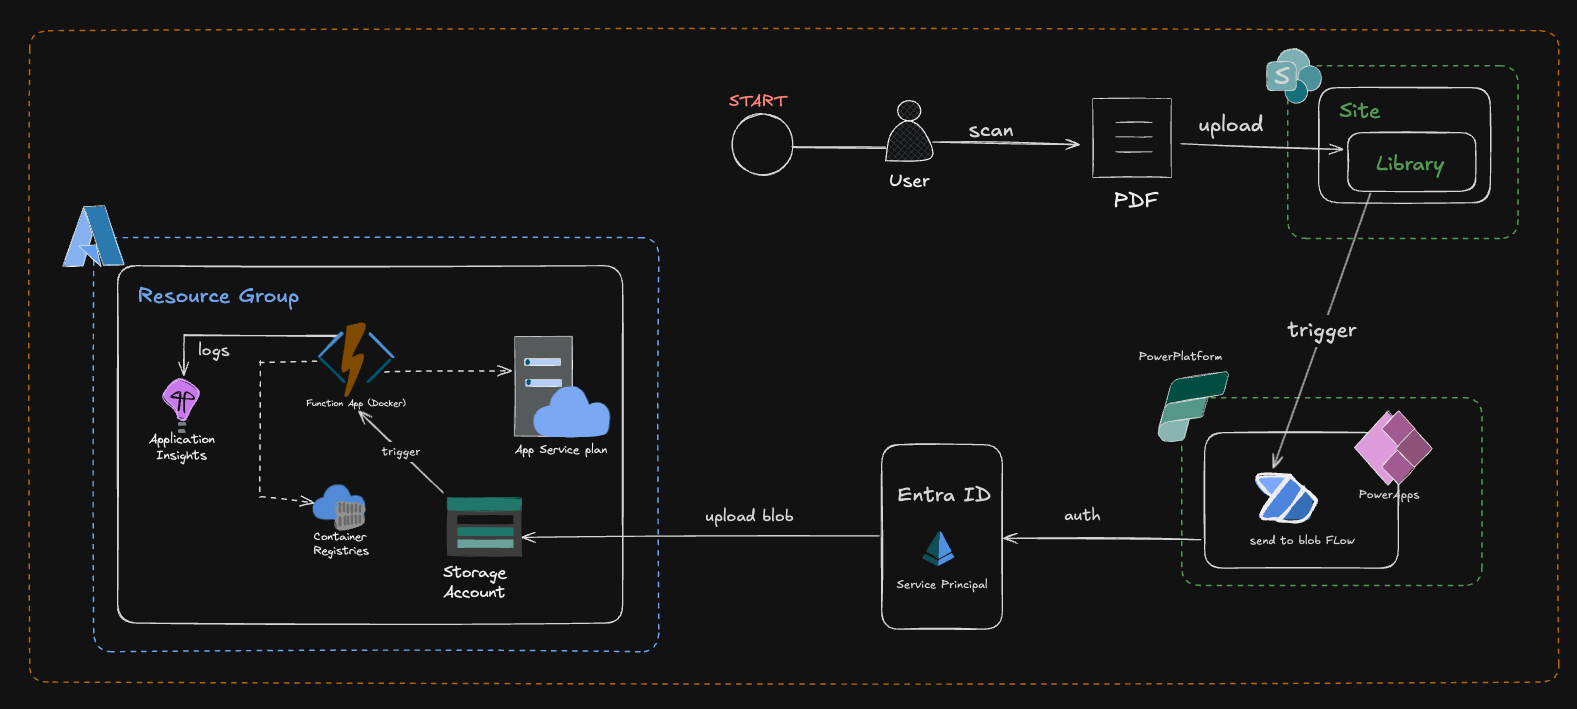 START
scan
upload
S
Site
Library
User
PDF
Resource Group
trigger
logs
PowerPlatform
Function App (Docker)
Application
Insights
trigger
App Service plan
Entra ID
PowerApps
upload blob
auth
send to blob FLow
Container
Registries
Storage
Account
Service Principal